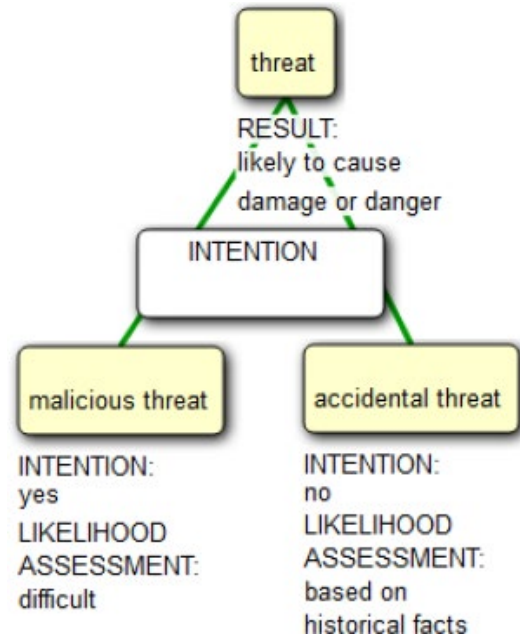 threat
RESULT:
likely to cause
damage or danger
INTENTION
malicious threat
INTENTION:
yes
LIKELIHOOD
ASSESSMENT:
difficult
accidental threat
INTENTION:
no
LIKELIHOOD
ASSESSMENT:
based on
historical facts